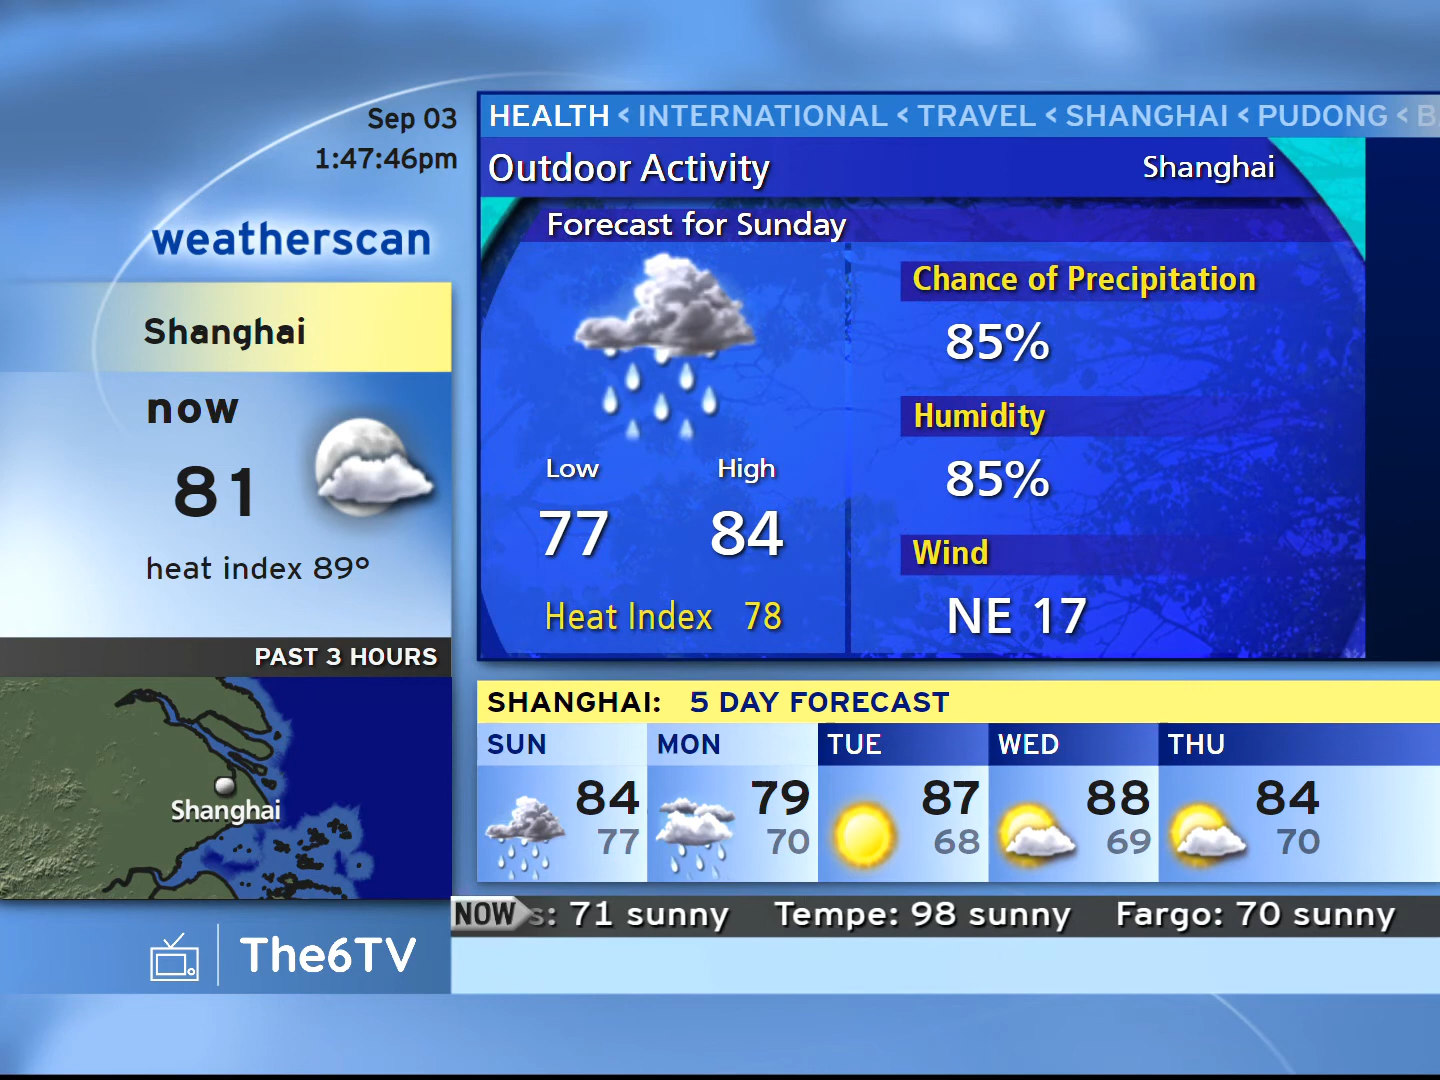 Sep 03
1:47:46pm
weatherscan
Shanghai
now
81
heat index 89°
PAST 3 HOURS
Shanghai
The6TV
HEALTH < INTERNATIONAL < TRAVEL < SHANGHAI < PUDONG < B
Outdoor Activity
Shanghai
Forecast for Sunday
Low High
77 84
Heat Index 78
Chance of Precipitation
85%
Humidity
85%
Wind
NE 17
SHANGHAI: 5 DAY FORECAST
SUN MON TUE WED THU
84 79 87 88 84
77 70 68 69 70
NOW s: 71 sunny Tempe: 98 sunny Fargo: 70 sunny